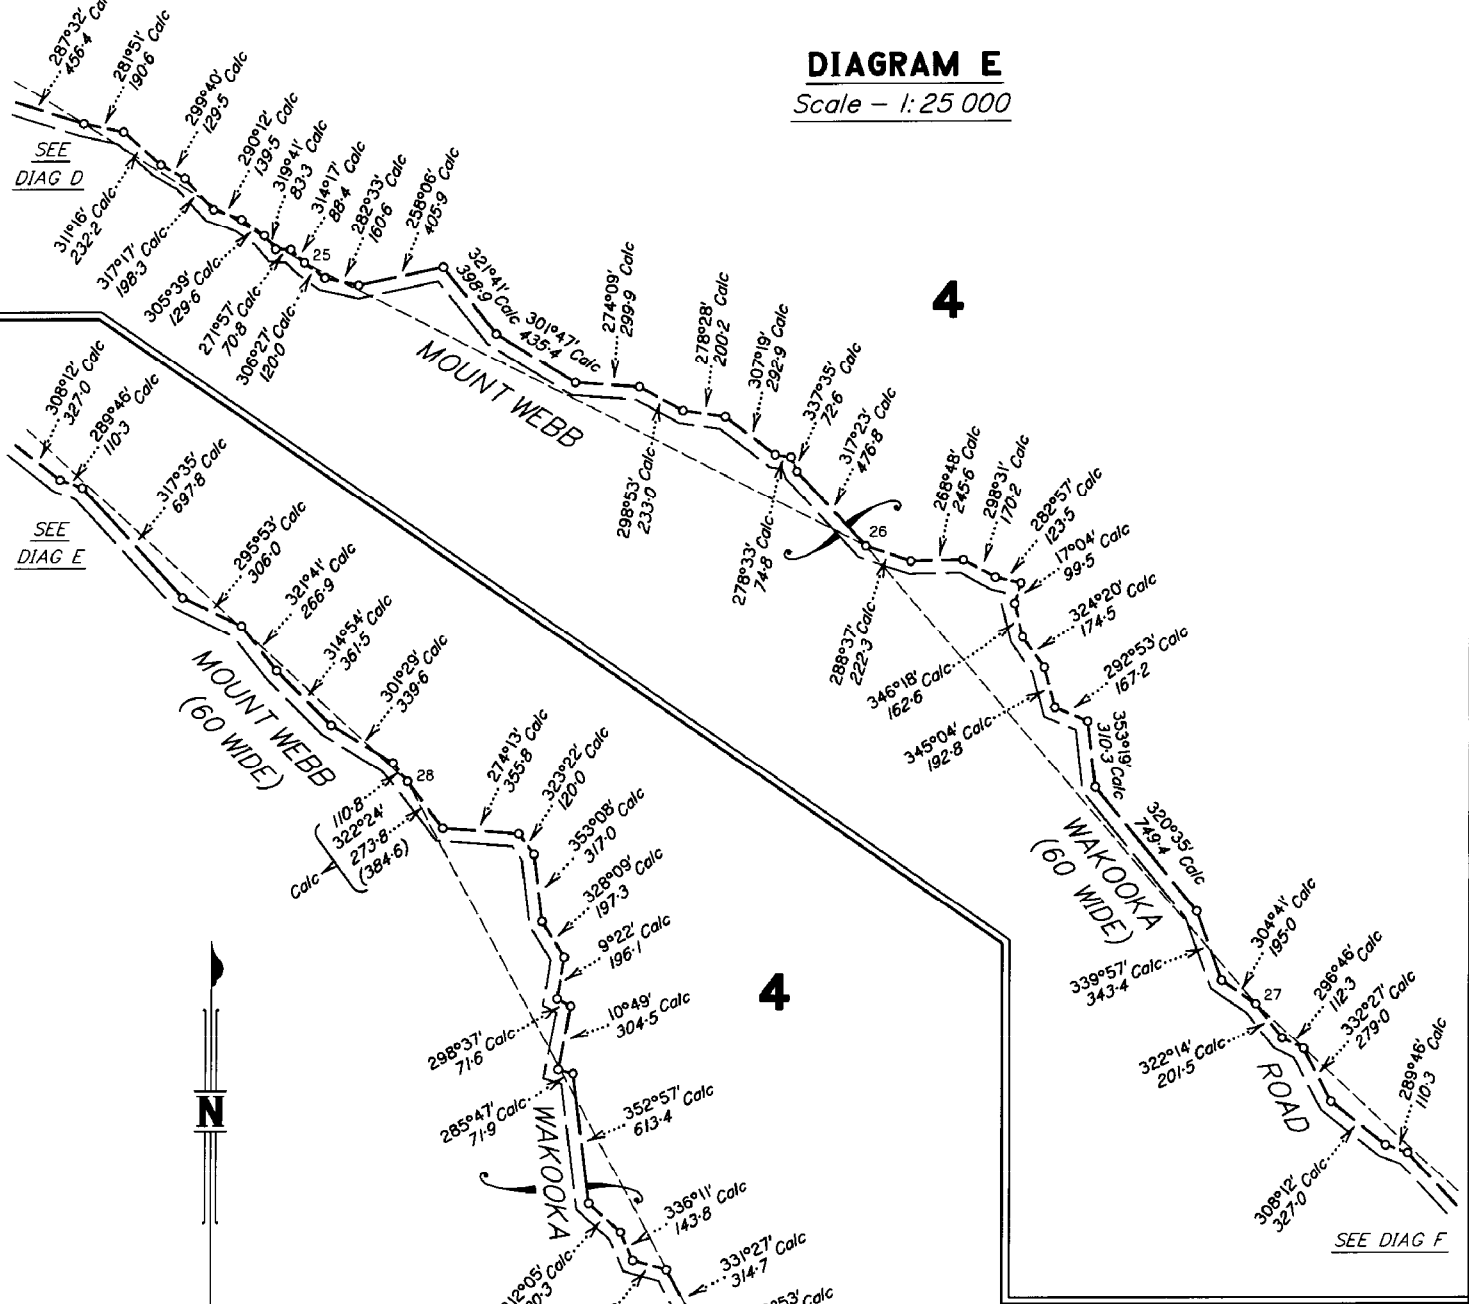 DIAGRAM E
Scale – 1:25 000
287°32' Calc
456·4
281°51' Calc
190·6
299°40' Calc
129·5
290°12' Calc
139·5
319°41' Calc
83·3
314°17' Calc
88·4
282°33' Calc
160·6
258°06' Calc
405·9
SEE
DIAG D
311°16' Calc
232·2
317°17' Calc
198·3
305°39' Calc
129·6
271°57' Calc
70·8
306°27' Calc
120·0
25
321°41' Calc
398·9
301°47' Calc
435·4
274°09' Calc
299·9
278°28' Calc
200·2
307°19' Calc
292·9
337°35' Calc
72·6
317°23' Calc
476·8
4
MOUNT WEBB
298°53' Calc
233·0
278°33' Calc
74·8
26
268°48' Calc
245·6
298°31' Calc
170·2
282°57' Calc
123·5
17°04' Calc
99·5
324°20' Calc
174·5
292°53' Calc
167·2
288°37' Calc
222·3
346°18' Calc
162·6
345°04' Calc
192·8
353°19' Calc
310·3
320°35' Calc
749·4
WAKOOKA
(60 WIDE)
339°57' Calc
343·4
304°41' Calc
195·0
27
296°46' Calc
112·3
332°27' Calc
279·0
289°46' Calc
110·3
322°14' Calc
201·5
ROAD
308°12' Calc
327·0
SEE DIAG F
308°12' Calc
327·0
289°46' Calc
110·3
317°35' Calc
697·8
SEE
DIAG E
295°53' Calc
306·0
321°41' Calc
266·9
314°54' Calc
361·5
301°29' Calc
339·6
MOUNT WEBB
(60 WIDE)
28
110·8
322°24'
273·8
(384·6)
Calc
274°13' Calc
355·8
323°22' Calc
120·0
353°08' Calc
317·0
328°09' Calc
197·3
9°22' Calc
196·1
10°49' Calc
304·5
4
298°37' Calc
71·6
285°47' Calc
71·9
352°57' Calc
613·4
WAKOOKA
336°11' Calc
143·8
331°27' Calc
314·7
12°05' Calc
0·3
53' Calc
N